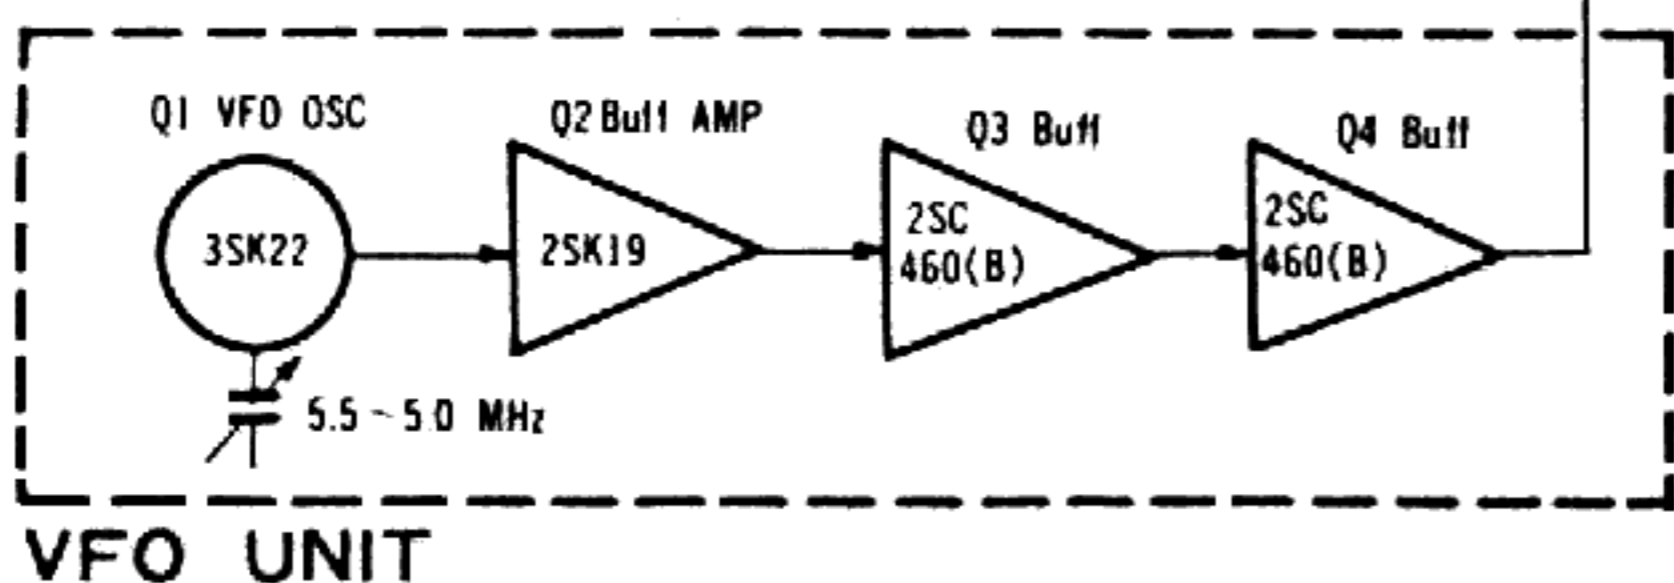 Q1 VFO OSC
Q2 Buff AMP
Q3 Buff
Q4 Buff
3SK22
2SK19
2SC
460(B)
2SC
460(B)
5.5~5.0 MHz
VFO UNIT